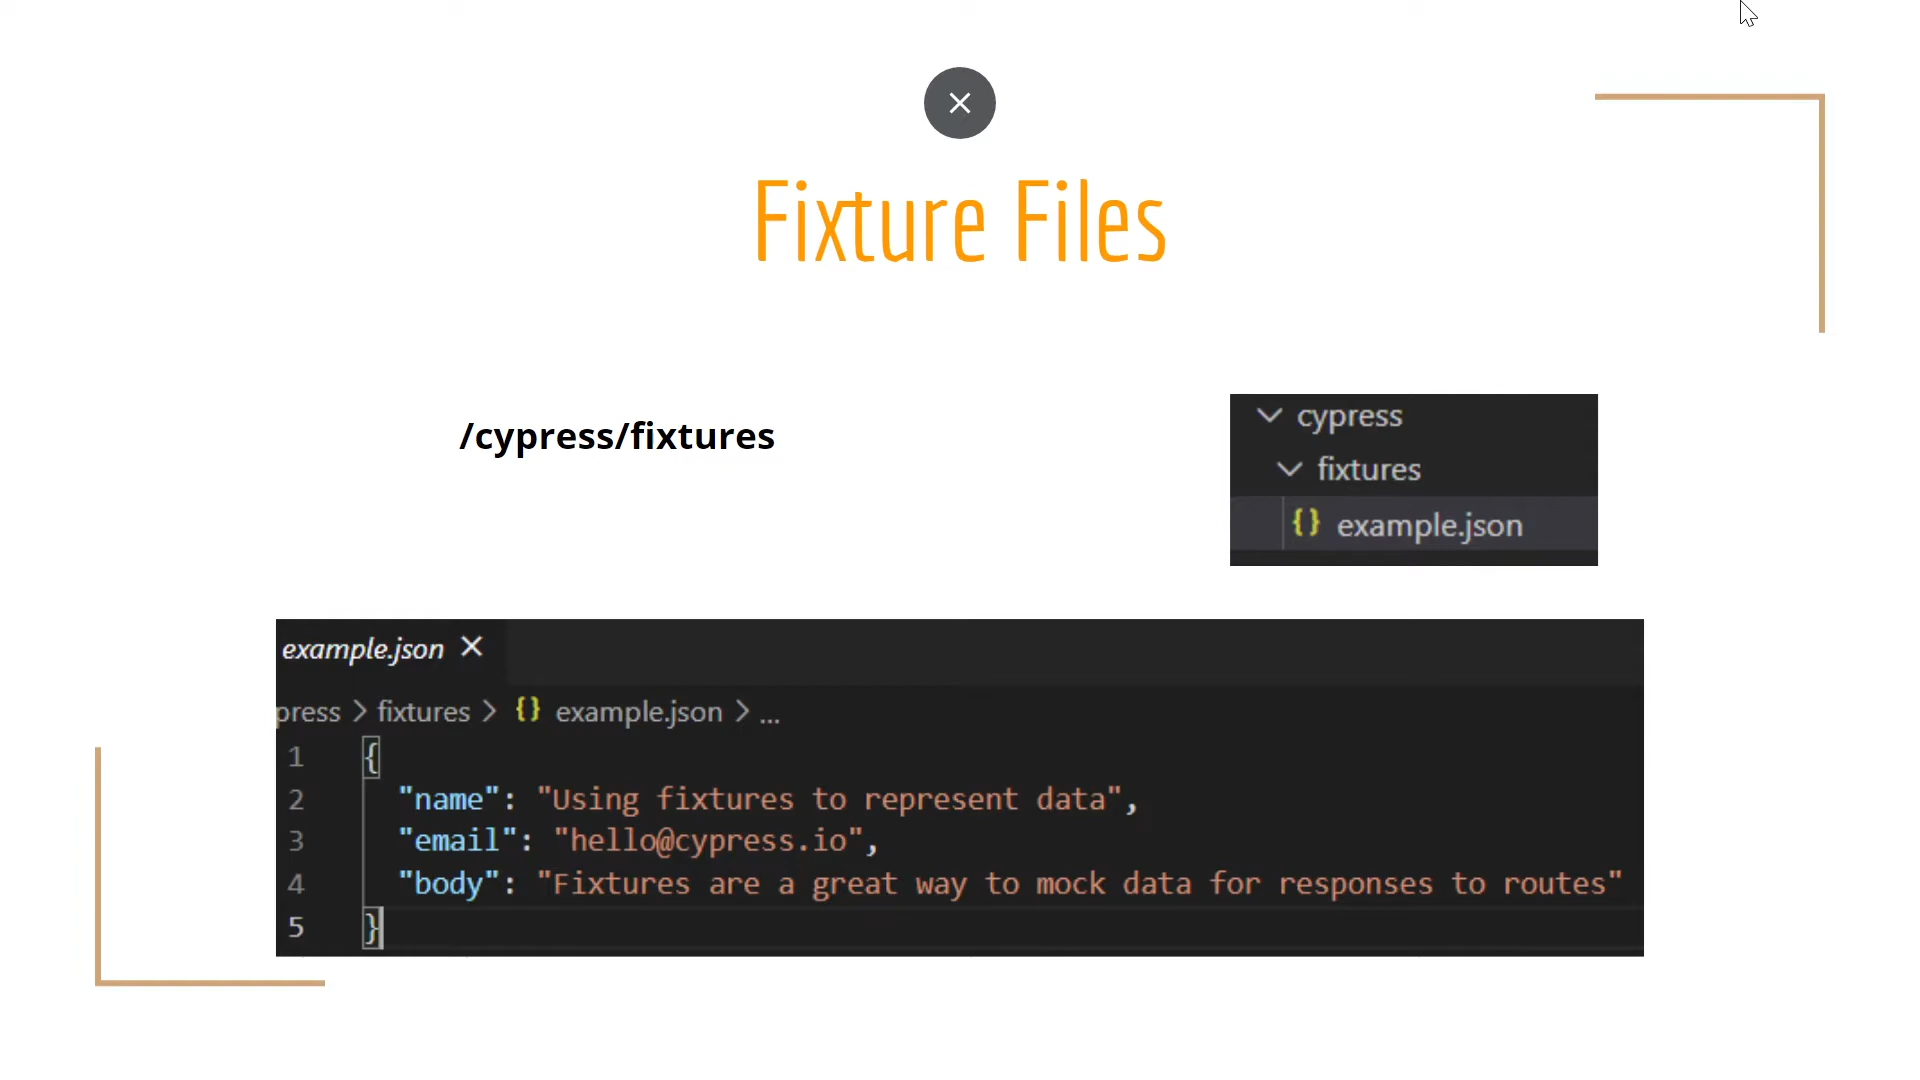 Fixture Files
/cypress/fixtures
cypress
fixtures
{} example.json
example.json ×
press > fixtures > {} example.json > ...
1 {
2 "name": "Using fixtures to represent data",
3 "email": "hello@cypress.io",
4 "body": "Fixtures are a great way to mock data for responses to routes"
5 }